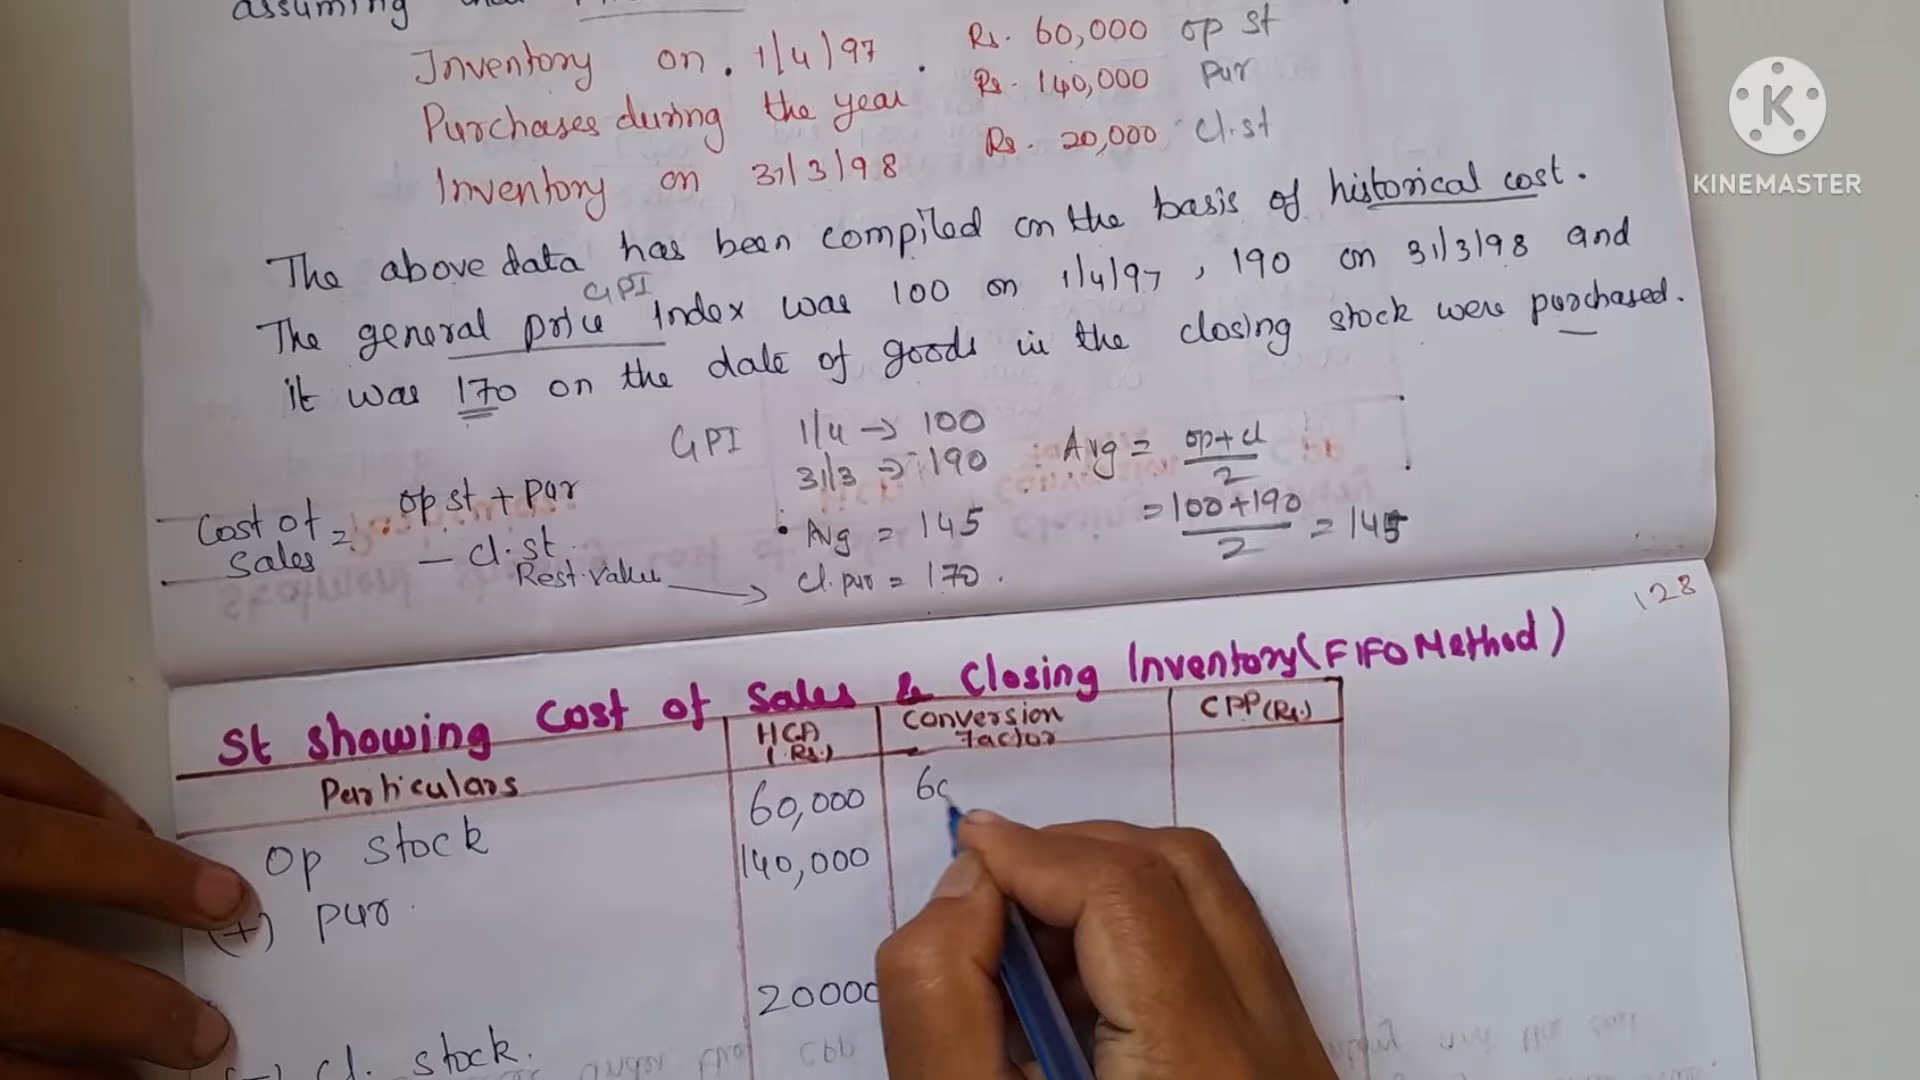 assuming
Inventory on 1/4/97 Rs. 60,000 op st
Purchases during the year Rs. 140,000 Pur
Inventory on 31/3/98 Rs. 20,000 cl.st
K
KINEMASTER
The above data has been compiled on the basis of historical cost.
GPI
The general price Index was 100 on 1/4/97, 190 on 31/3/98 and
it was 170 on the date of goods in the closing stock were purchased.
GPI 1/4 → 100
31/3 → 190
Avg = 145
cl. pur = 170.
Avg = op+cl / 2
= 100+190 / 2 = 145
Cost of Sales = op st + pur
- cl. st.
Rest. value →
128
St showing Cost of Sales & Closing Inventory (FIFO Method)
Particulars HCA (Rs.) Conversion Factor CPP (Rs.)
Op stock 60,000 60
(+) pur. 140,000
(-) cl. stock. 20000